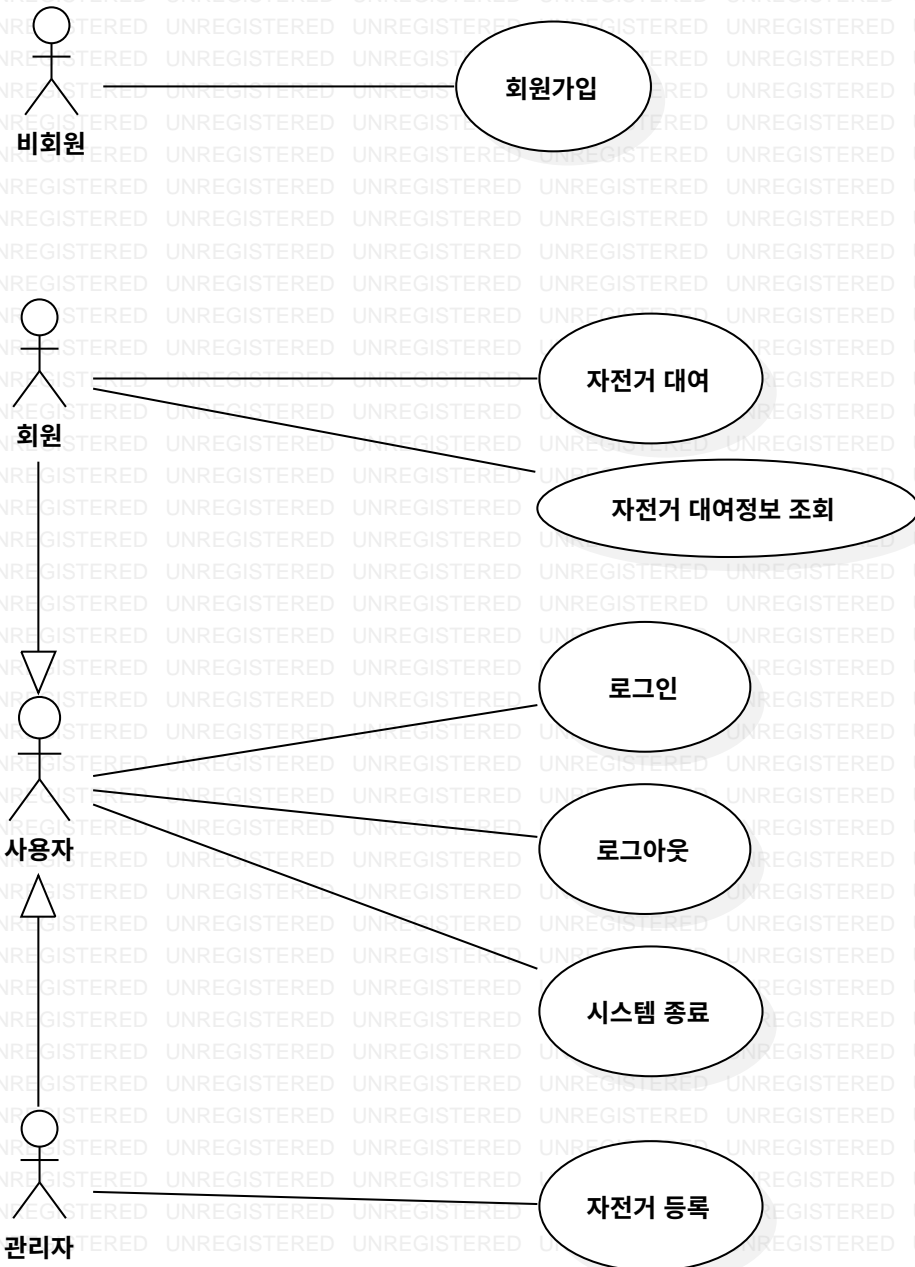 회원가입
비회원
자전거 대여
회원
자전거 대여정보 조회
로그인
로그아웃
사용자
시스템 종료
자전거 등록
관리자
UNREGISTERED